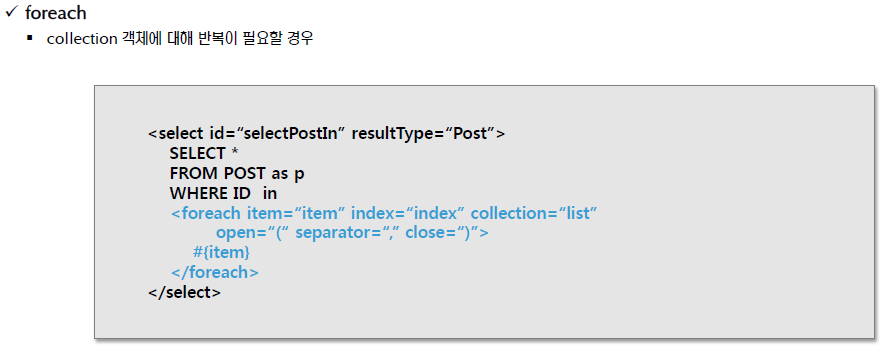 ✓ foreach
▪ collection 객체에 대해 반복이 필요할 경우
<select id=“selectPostIn” resultType=“Post”>
SELECT *
FROM POST as p
WHERE ID in
<foreach item=“item” index=“index” collection=“list”
open=“(“ separator=“,” close=“)”>
#{item}
</foreach>
</select>